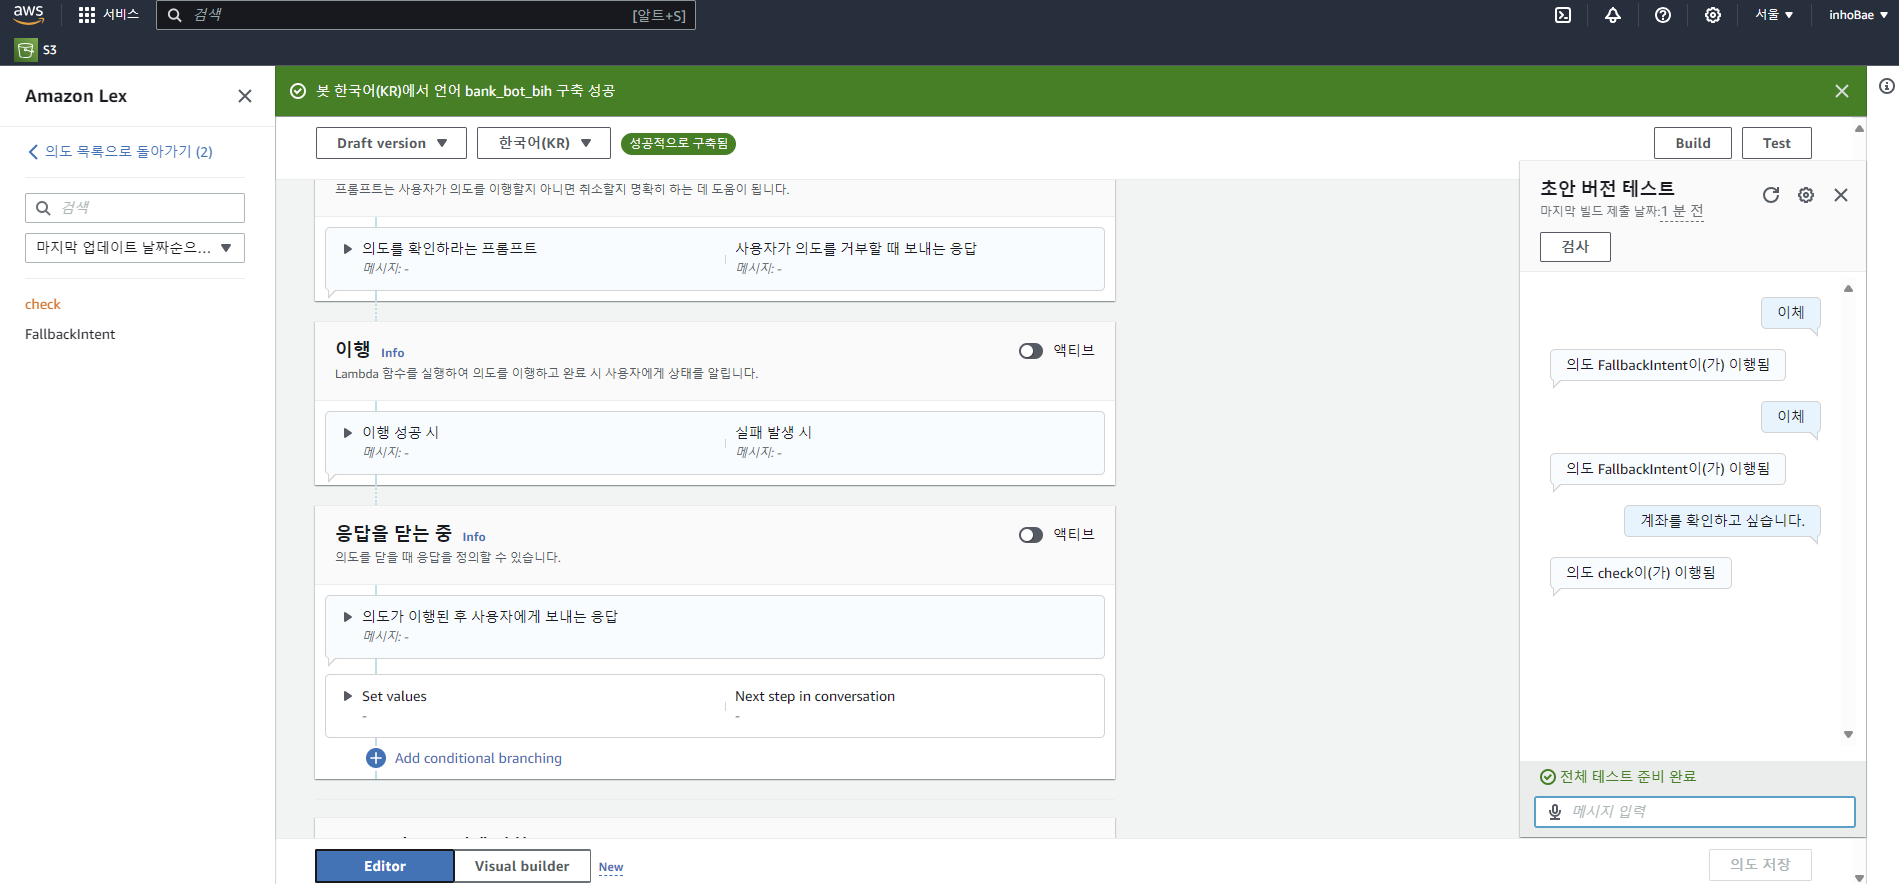 aws
서비스
검색
[알트+S]
서울 ▼
inhoBae ▼
S3
Amazon Lex
의도 목록으로 돌아가기 (2)
검색
마지막 업데이트 날짜순으... ▼
check
FallbackIntent
봇 한국어(KR)에서 언어 bank_bot_bih 구축 성공
Draft version ▼
한국어(KR) ▼
성공적으로 구축됨
Build
Test
프롬프트는 사용자가 의도를 이행할지 아니면 취소할지 명확히 하는 데 도움이 됩니다.
의도를 확인하라는 프롬프트
메시지: -
사용자가 의도를 거부할 때 보내는 응답
메시지: -
이행 Info
액티브
Lambda 함수를 실행하여 의도를 이행하고 완료 시 사용자에게 상태를 알립니다.
이행 성공 시
메시지: -
실패 발생 시
메시지: -
응답을 닫는 중 Info
액티브
의도를 닫을 때 응답을 정의할 수 있습니다.
의도가 이행된 후 사용자에게 보내는 응답
메시지: -
Set values
-
Next step in conversation
-
Add conditional branching
Editor
Visual builder
New
의도 저장
초안 버전 테스트
마지막 빌드 제출 날짜:1 분 전
검사
이체
의도 FallbackIntent이(가) 이행됨
이체
의도 FallbackIntent이(가) 이행됨
계좌를 확인하고 싶습니다.
의도 check이(가) 이행됨
전체 테스트 준비 완료
메시지 입력